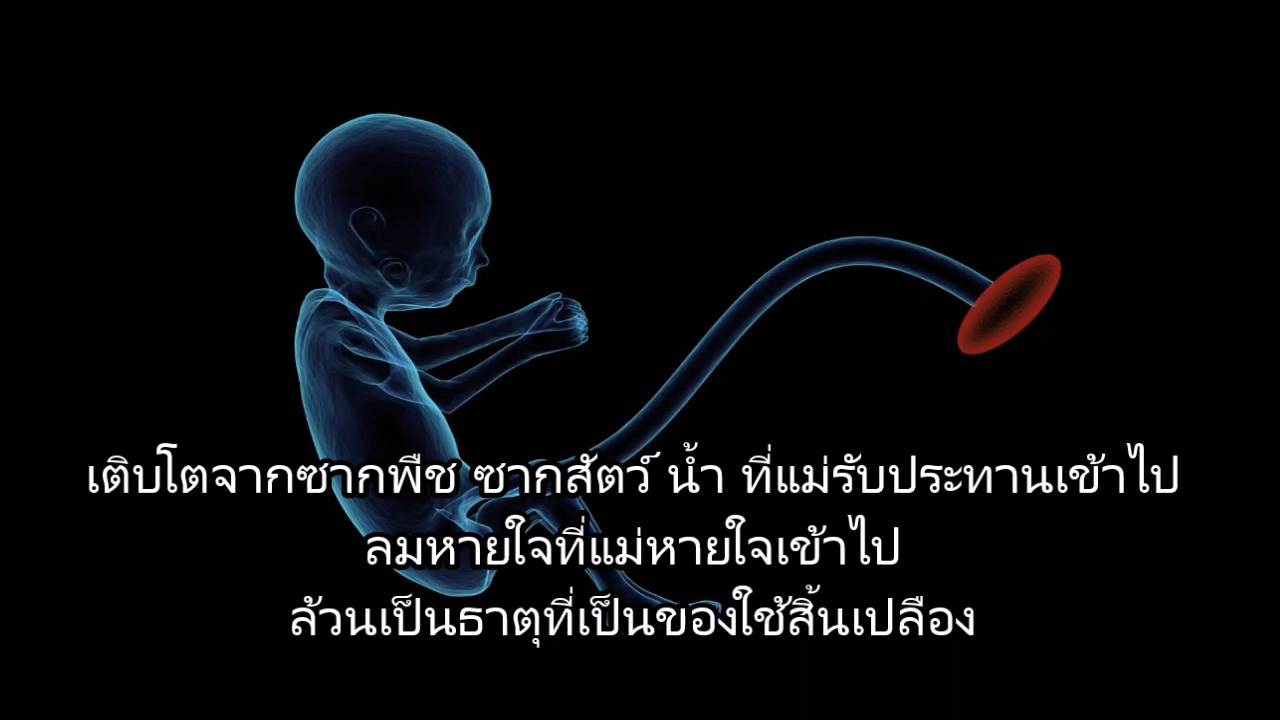 เติบโตจากซากพืช ซากสัตว์ น้ำ ที่แม่รับประทานเข้าไป
ลมหายใจที่แม่หายใจเข้าไป
ล้วนเป็นธาตุที่เป็นของใช้สิ้นเปลือง